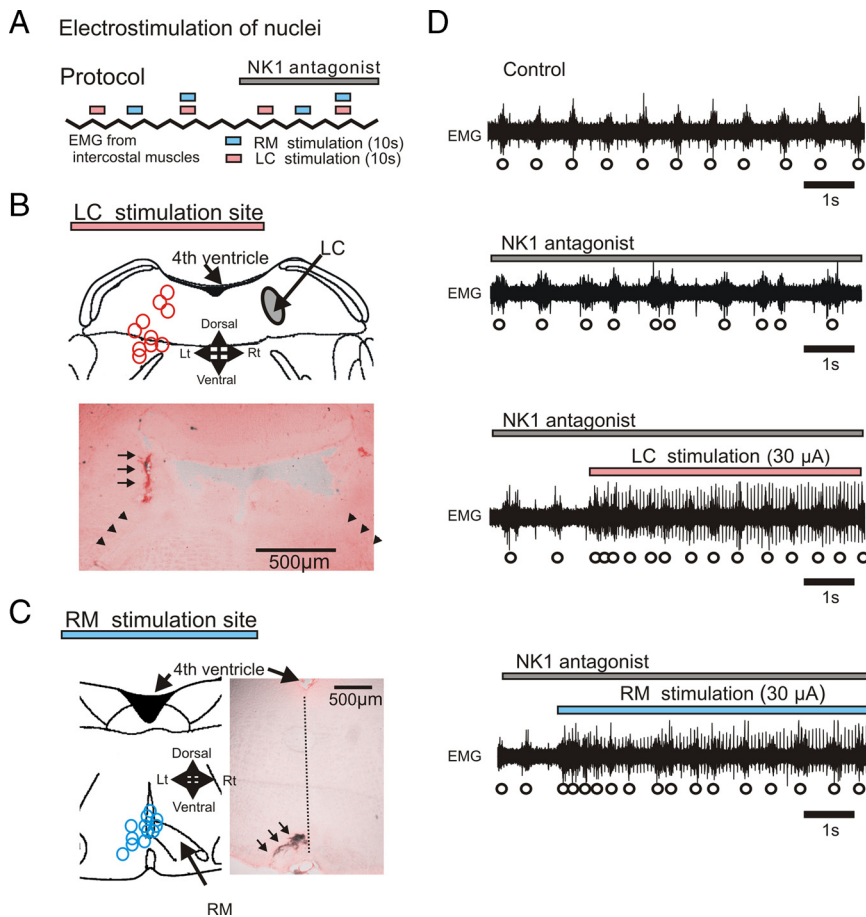 A
Electrostimulation of nuclei
NK1 antagonist
Protocol
EMG from
intercostal muscles
RM stimulation (10s)
LC stimulation (10s)
B
LC stimulation site
4th ventricle
LC
Dorsal
Lt
Rt
Ventral
500µm
C
RM stimulation site
4th ventricle
500µm
Dorsal
Lt
Rt
Ventral
RM
D
Control
EMG
1s
NK1 antagonist
EMG
1s
NK1 antagonist
LC stimulation (30 µA)
EMG
1s
NK1 antagonist
RM stimulation (30 µA)
EMG
1s